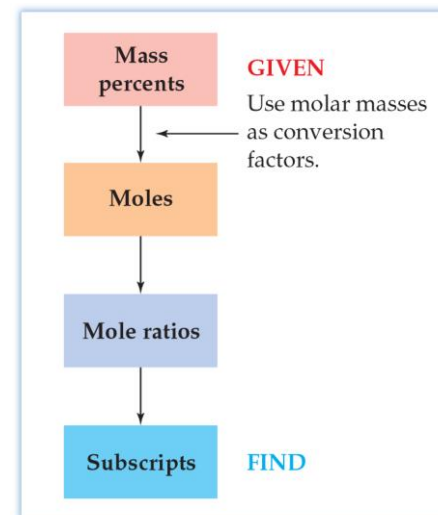 Mass
percents
GIVEN
Use molar masses
as conversion
factors.
Moles
Mole ratios
Subscripts
FIND